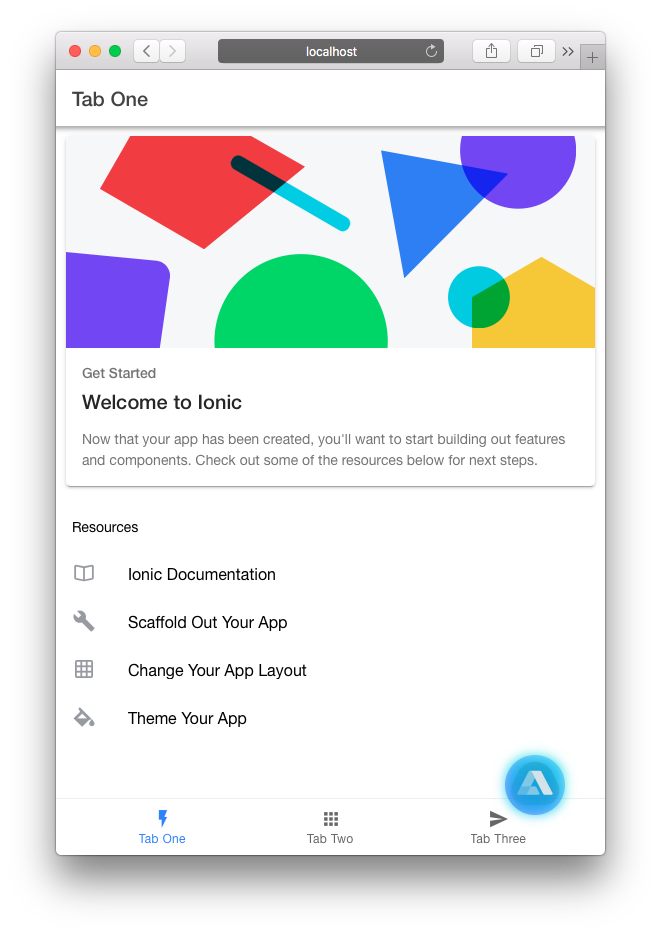 localhost
Tab One
Get Started
Welcome to Ionic
Now that your app has been created, you'll want to start building out features
and components. Check out some of the resources below for next steps.
Resources
Ionic Documentation
Scaffold Out Your App
Change Your App Layout
Theme Your App
Tab One
Tab Two
Tab Three